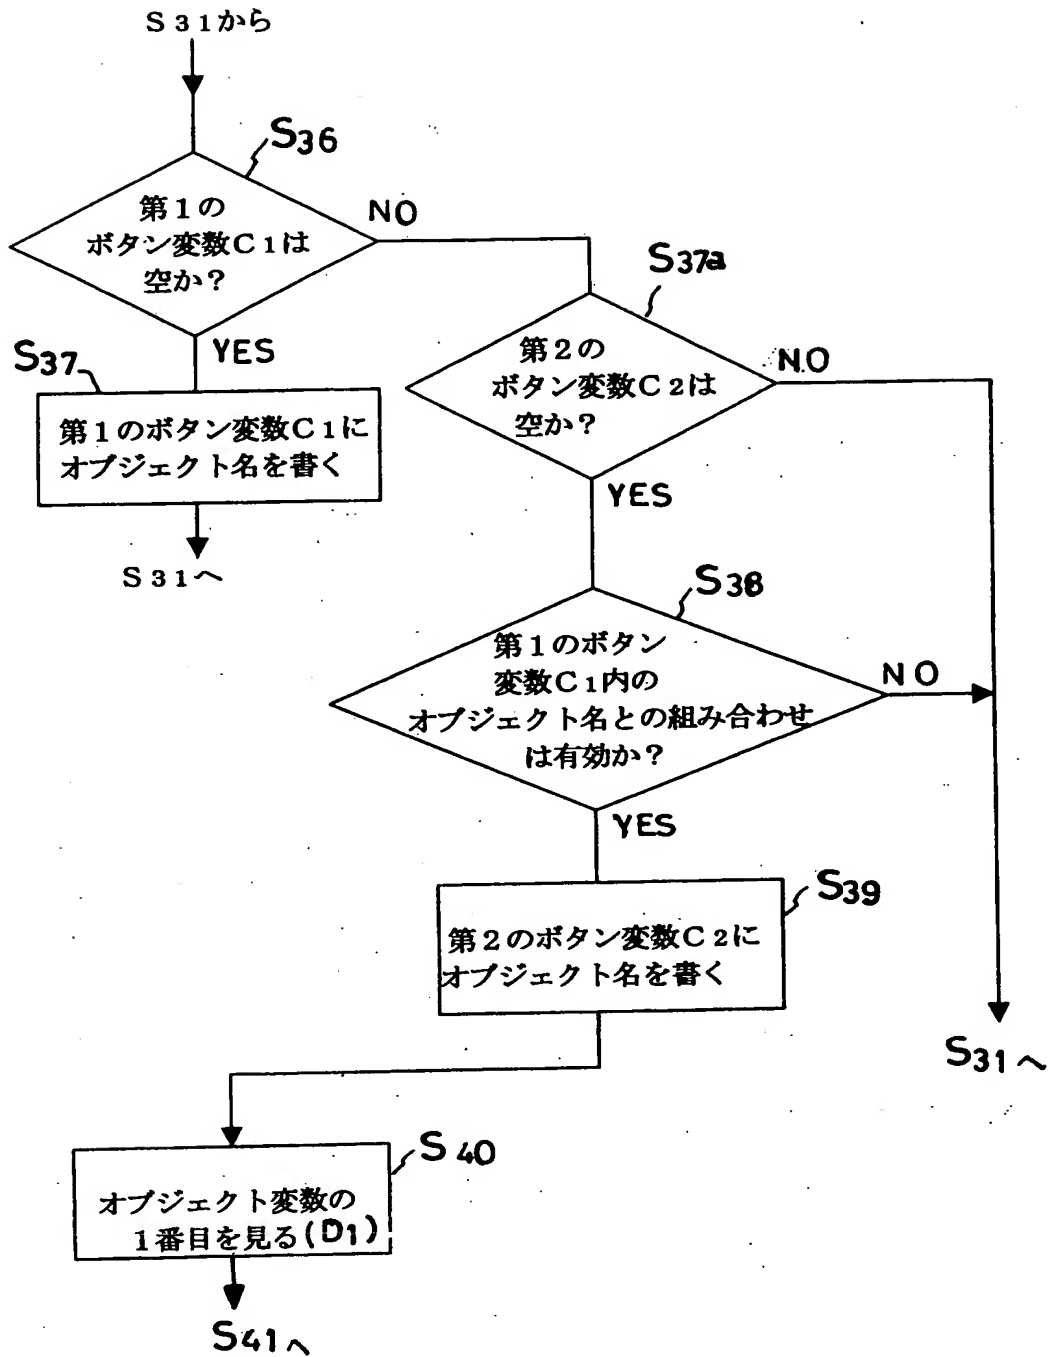 S31から
S36
第1の
ボタン変数C1は
空か?
NO
YES
S37
第1のボタン変数C1に
オブジェクト名を書く
S31へ
S37a
第2の
ボタン変数C2は
空か?
NO
YES
S38
第1のボタン
変数C1内の
オブジェクト名との組み合わせ
は有効か?
NO
YES
S39
第2のボタン変数C2に
オブジェクト名を書く
S31へ
S40
オブジェクト変数の
1番目を見る(D1)
S41へ